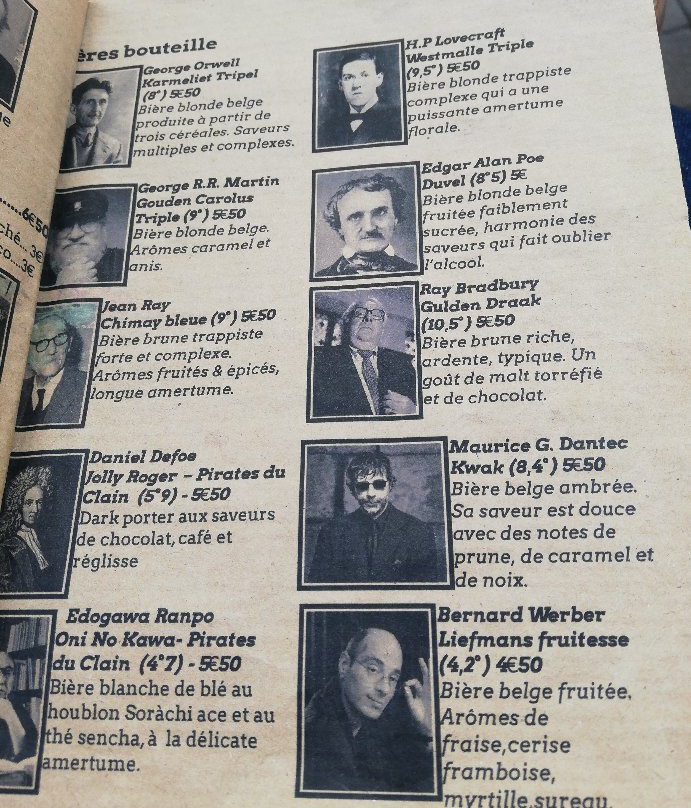 ères bouteille
George Orwell
Karmeliet Tripel
(8°) 5€50
Bière blonde belge
produite à partir de
trois céréales. Saveurs
multiples et complexes.
George R.R. Martin
Gouden Carolus
Triple (9°) 5€50
Bière blonde belge.
Arômes caramel et
anis.
Jean Ray
Chimay bleue (9°) 5€50
Bière brune trappiste
forte et complexe.
Arômes fruités & épicés,
longue amertume.
Daniel Defoe
Jolly Roger – Pirates du
Clain (5°9) - 5€50
Dark porter aux saveurs
de chocolat, café et
réglisse
Edogawa Ranpo
Oni No Kawa- Pirates
du Clain (4°7) - 5€50
Bière blanche de blé au
houblon Soràchi ace et au
thé sencha, à la délicate
amertume.
H.P Lovecraft
Westmalle Triple
(9,5°) 5€50
Bière blonde trappiste
complexe qui a une
puissante amertume
florale.
Edgar Alan Poe
Duvel (8°5) 5€
Bière blonde belge
fruitée faiblement
sucrée, harmonie des
saveurs qui fait oublier
l'alcool.
Ray Bradbury
Gulden Draak
(10,5°) 5€50
Bière brune riche,
ardente, typique. Un
goût de malt torréfié
et de chocolat.
Maurice G. Dantec
Kwak (8,4°) 5€50
Bière belge ambrée.
Sa saveur est douce
avec des notes de
prune, de caramel et
de noix.
Bernard Werber
Liefmans fruitesse
(4,2°) 4€50
Bière belge fruitée.
Arômes de
fraise,cerise
framboise,
myrtille,sureau.
......6€50
ché...3€
co...3€